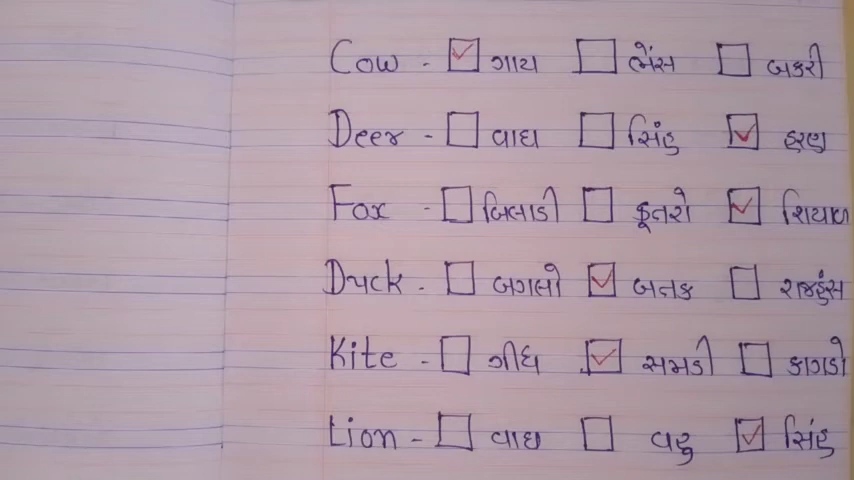 Cow - ☑ ગાય ☐ ભેંસ ☐ બકરી
Deer - ☐ વાઘ ☐ સિંહ ☑ હરણ
Fox - ☐ બિલાડી ☐ કૂતરો ☑ શિયાળ
Duck - ☐ બગલો ☑ બતક ☐ રાજહંસ
Kite - ☐ ગીધ ☑ સમડી ☐ કાગડો
Lion - ☐ વાઘ ☐ વરુ ☑ સિંહ